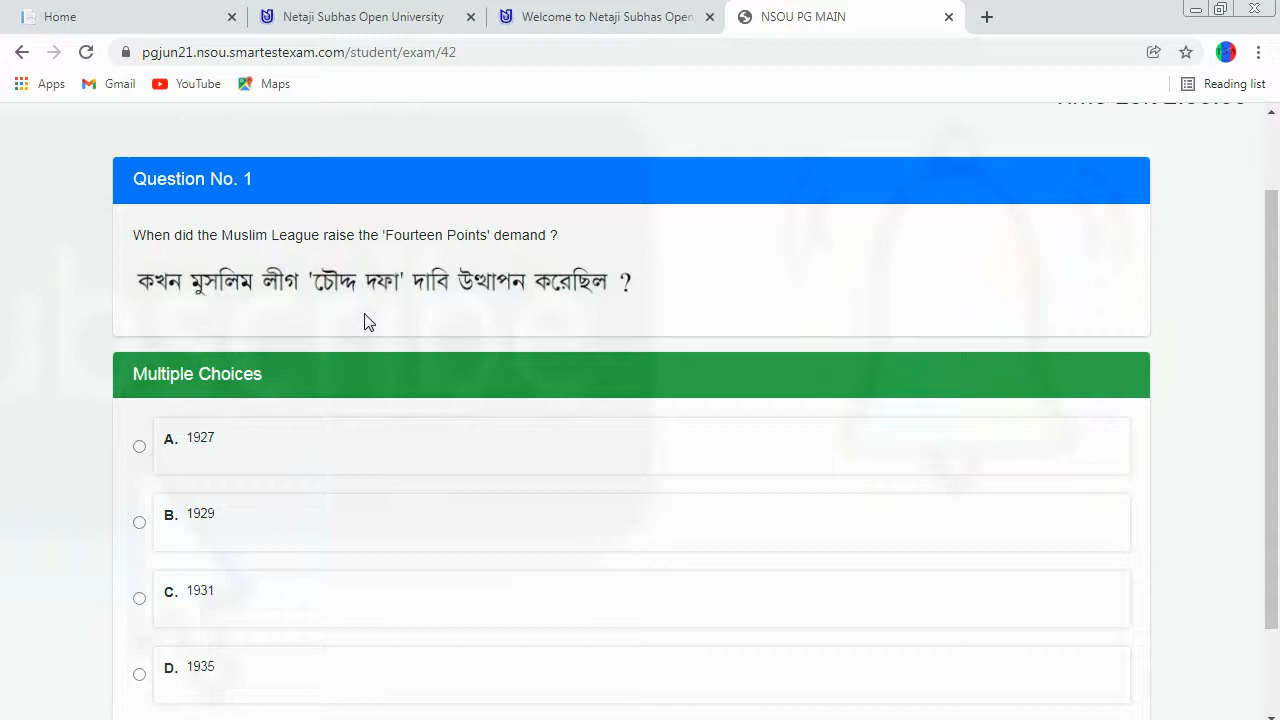 Home
Netaji Subhas Open University
Welcome to Netaji Subhas Open
NSOU PG MAIN
pgjun21.nsou.smartestexam.com/student/exam/42
Apps
Gmail
YouTube
Maps
Reading list
Question No. 1
When did the Muslim League raise the 'Fourteen Points' demand ?
কখন মুসলিম লীগ 'চৌদ্দ দফা' দাবি উত্থাপন করেছিল ?
Multiple Choices
A. 1927
B. 1929
C. 1931
D. 1935